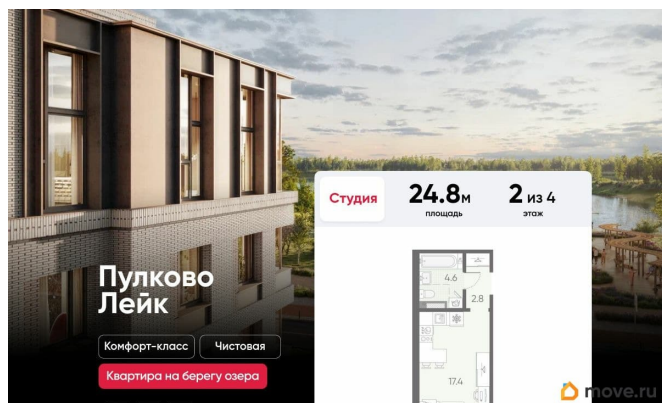 Студия
24.8м
площадь
2 из 4
этаж
4.6
2.8
17.4
Пулково
Лейк
Комфорт-класс
Чистовая
Квартира на берегу озера
move.ru